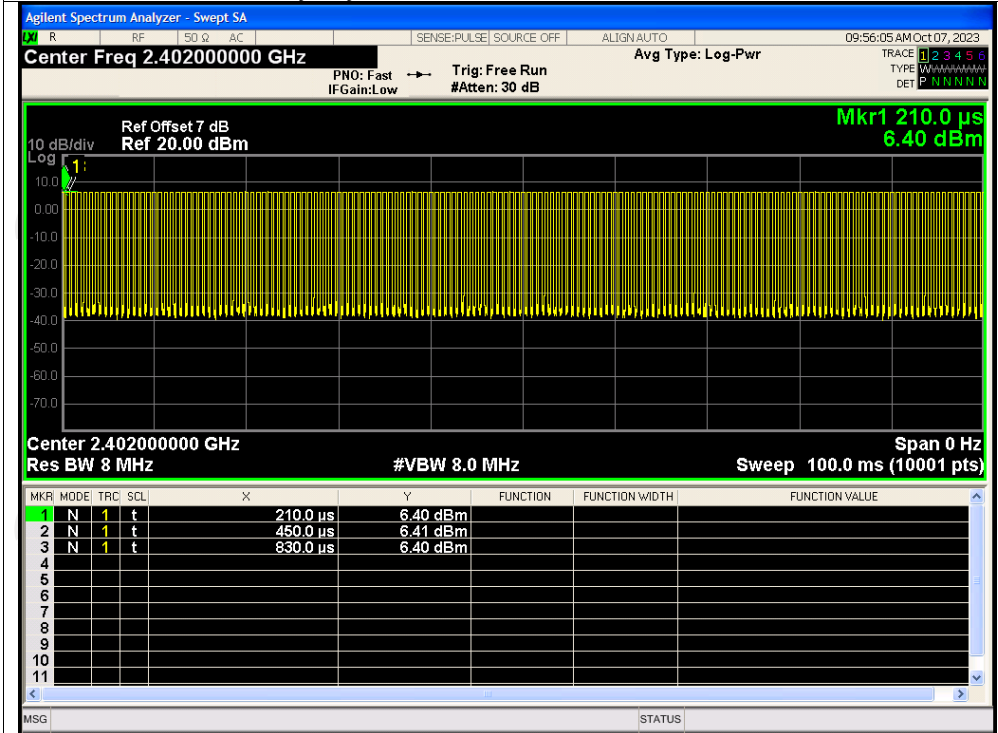 Agilent Spectrum Analyzer - Swept SA
LXI R RF 50 Ω AC SENSE:PULSE SOURCE OFF ALIGN AUTO 09:56:05 AM Oct 07, 2023
Center Freq 2.402000000 GHz Avg Type: Log-Pwr TRACE 1 2 3 4 5 6
PNO: Fast Trig: Free Run TYPE WWWWWW
IFGain:Low #Atten: 30 dB DET P N N N N N
Mkr1 210.0 µs
Ref Offset 7 dB
10 dB/div Ref 20.00 dBm 6.40 dBm
Log
1
10.0
0.00
-10.0
-20.0
-30.0
-40.0
-50.0
-60.0
-70.0
Center 2.402000000 GHz Span 0 Hz
Res BW 8 MHz #VBW 8.0 MHz Sweep 100.0 ms (10001 pts)
MKR MODE TRC SCL X Y FUNCTION FUNCTION WIDTH FUNCTION VALUE
1 N 1 t 210.0 µs 6.40 dBm
2 N 1 t 450.0 µs 6.41 dBm
3 N 1 t 830.0 µs 6.40 dBm
4
5
6
7
8
9
10
11
MSG STATUS